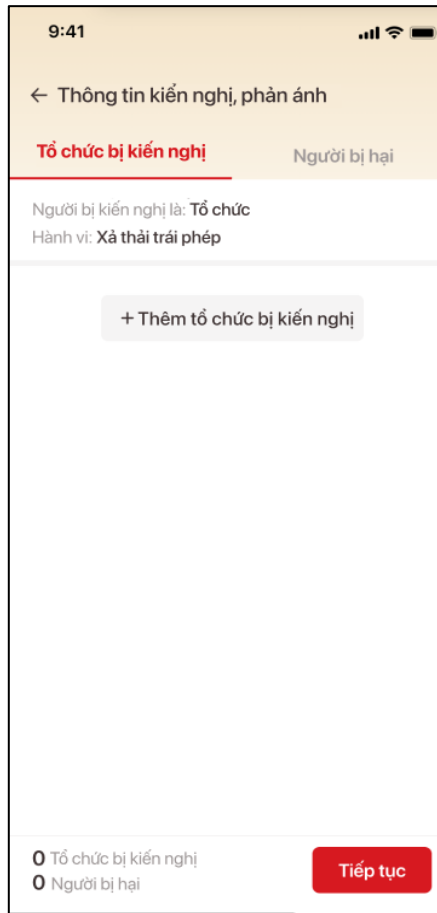 9:41
← Thông tin kiến nghị, phản ánh
Tổ chức bị kiến nghị
Người bị hại
Người bị kiến nghị là: Tổ chức
Hành vi: Xả thải trái phép
+ Thêm tổ chức bị kiến nghị
0 Tổ chức bị kiến nghị
0 Người bị hại
Tiếp tục